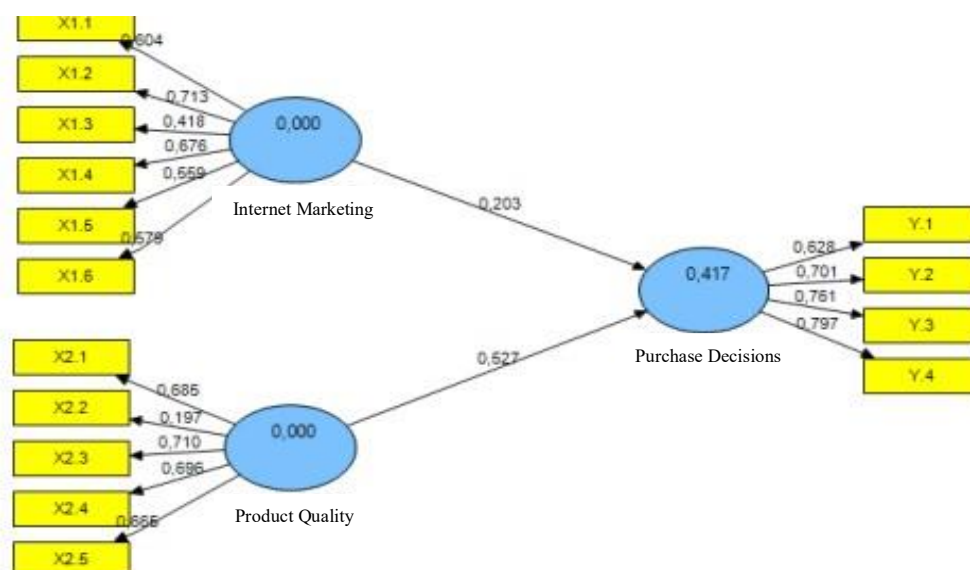 X1.1
0,604
X1.2
0,713
X1.3
0,418
0,676
X1.4
0,559
X1.5
0,579
X1.6
0,000
Internet Marketing
0,203
0,417
Purchase Decisions
Y.1
0,628
0,701
Y.2
0,761
Y.3
0,797
Y.4
X2.1
0,685
X2.2
0,197
0,710
X2.3
0,696
X2.4
0,665
X2.5
0,000
Product Quality
0,527